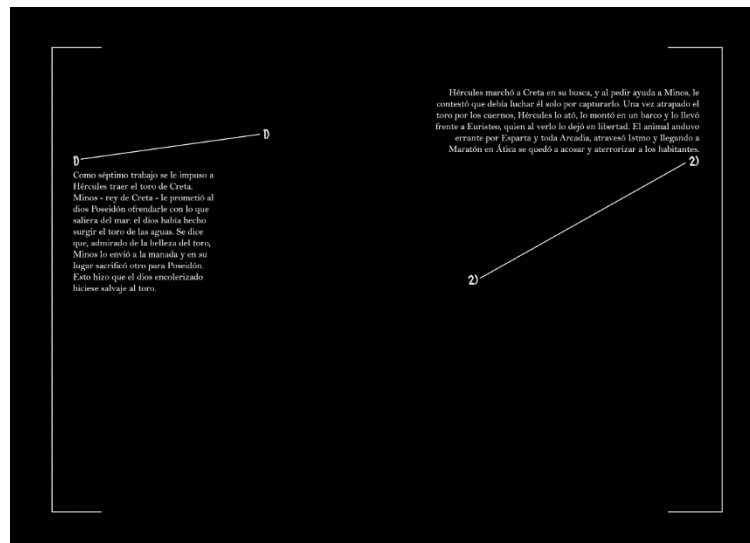 1)
1)
Como séptimo trabajo se le impuso a
Hércules traer el toro de Creta.
Minos - rey de Creta - le prometió al
dios Poseidón ofrendarle con lo que
saliera del mar: el dios había hecho
surgir el toro de las aguas. Se dice
que, admirado de la belleza del toro,
Minos lo envió a la manada y en su
lugar sacrificó otro para Poseidón.
Esto hizo que el dios encolerizado
hiciese salvaje al toro.
Hércules marchó a Creta en su busca, y al pedir ayuda a Minos, le
contestó que debía luchar él solo por capturarlo. Una vez atrapado el
toro por los cuernos, Hércules lo ató, lo montó en un barco y lo llevó
frente a Euristeo, quien al verlo lo dejó en libertad. El animal anduvo
errante por Esparta y toda Arcadia, atravesó Istmo y llegando a
Maratón en Ática se quedó a acosar y aterrorizar a los habitantes.
2)
2)